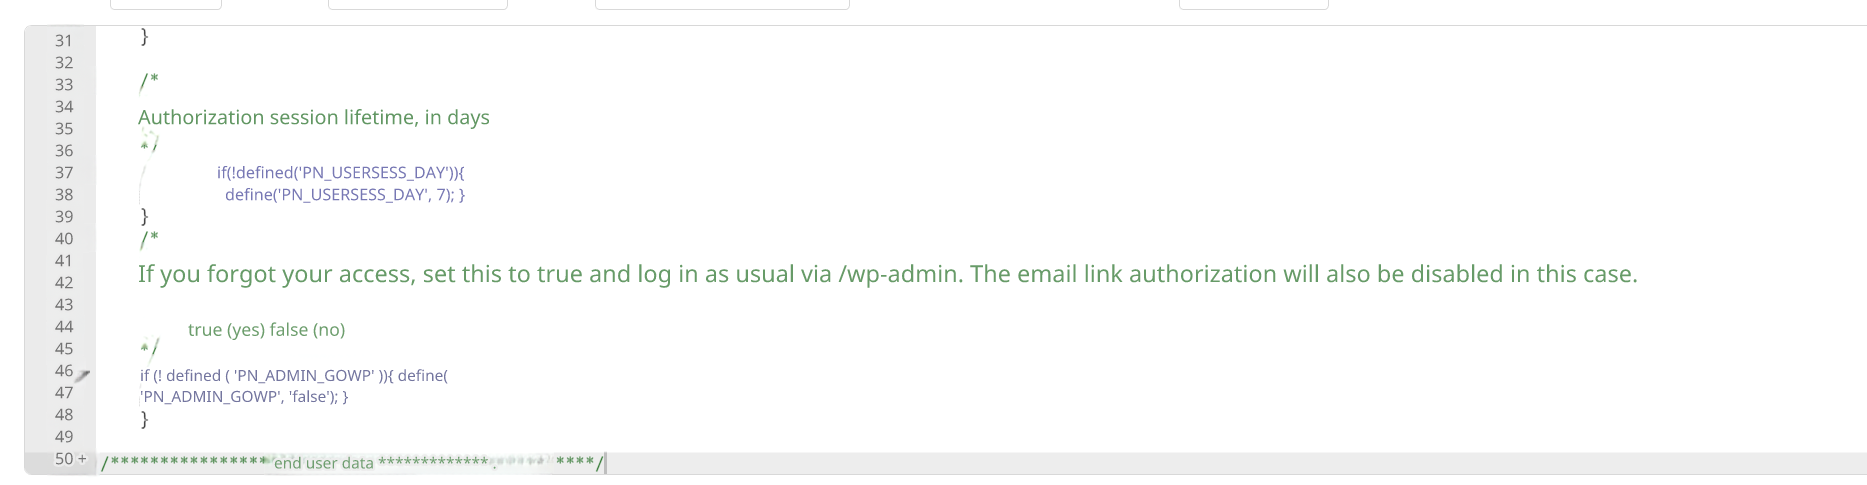 31 }
32
33 /*
34
Authorization session lifetime, in days
35
36 */
37 if(!defined('PN_USERSESS_DAY')){
38 define('PN_USERSESS_DAY', 7); }
39 }
40 /*
41
If you forgot your access, set this to true and log in as usual via /wp-admin. The email link authorization will also be disabled in this case.
42
43
44 true (yes) false (no)
45 */
46 if (! defined ( 'PN_ADMIN_GOWP' )){ define(
47 'PN_ADMIN_GOWP', 'false'); }
48 }
49
50 + /**************** end user data ************* ****/